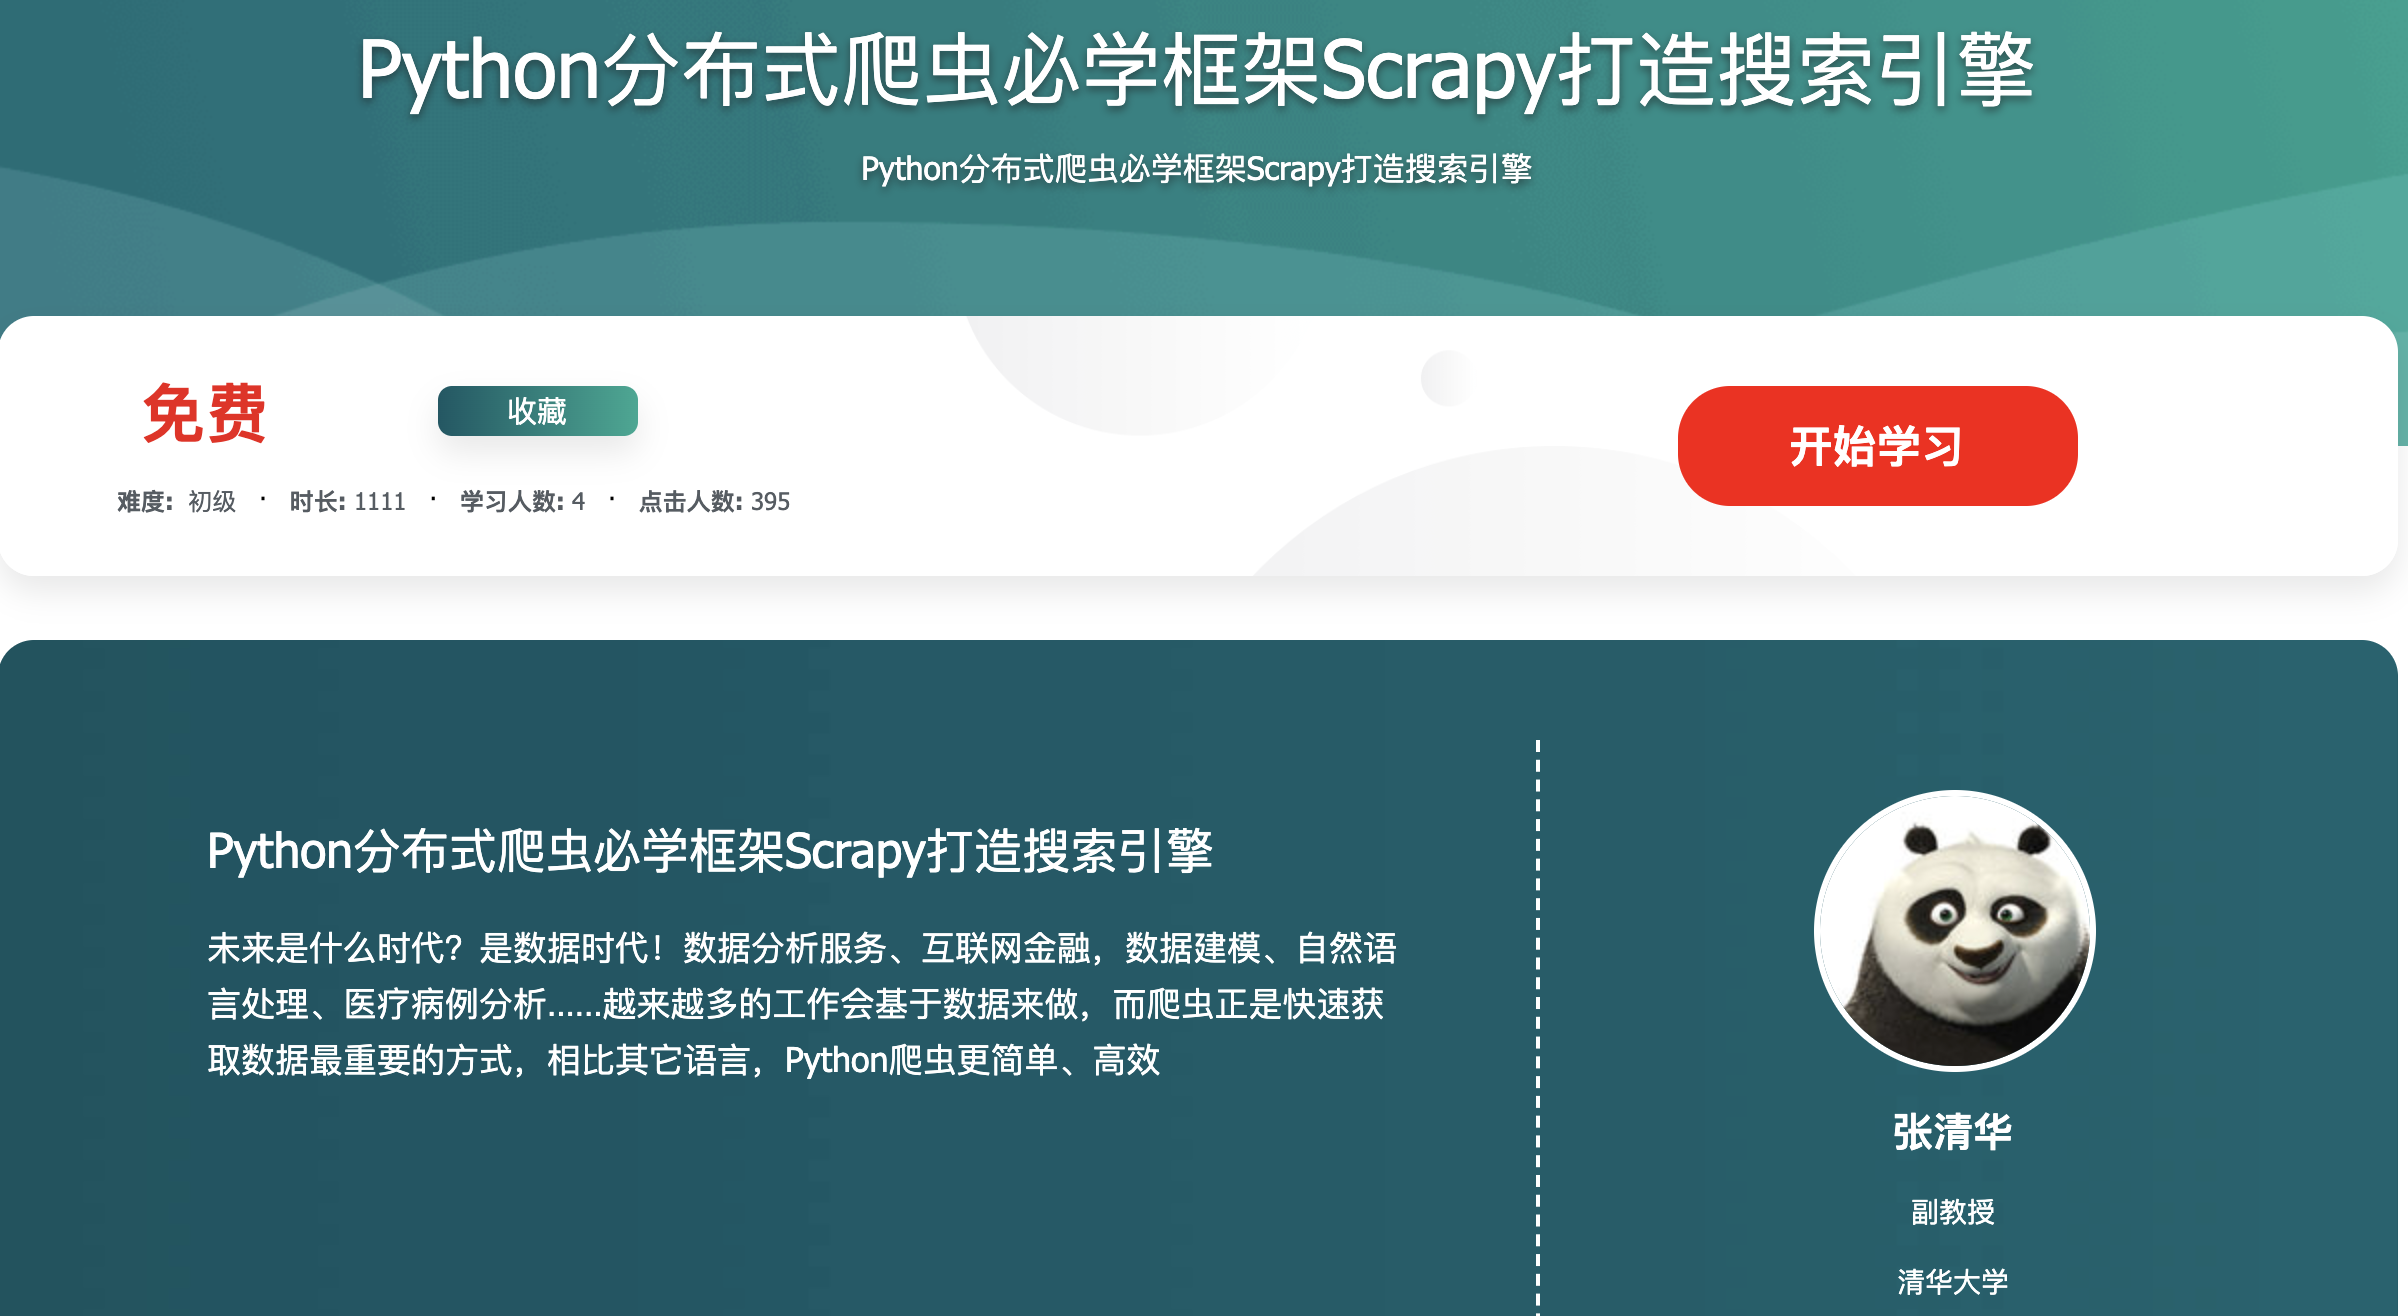 Python分布式爬虫必学框架Scrapy打造搜索引擎
Python分布式爬虫必学框架Scrapy打造搜索引擎
免费
收藏
开始学习
难度: 初级 · 时长: 1111 · 学习人数: 4 · 点击人数: 395
Python分布式爬虫必学框架Scrapy打造搜索引擎
未来是什么时代？是数据时代！数据分析服务、互联网金融，数据建模、自然语
言处理、医疗病例分析......越来越多的工作会基于数据来做，而爬虫正是快速获
取数据最重要的方式，相比其它语言，Python爬虫更简单、高效
张清华
副教授
清华大学